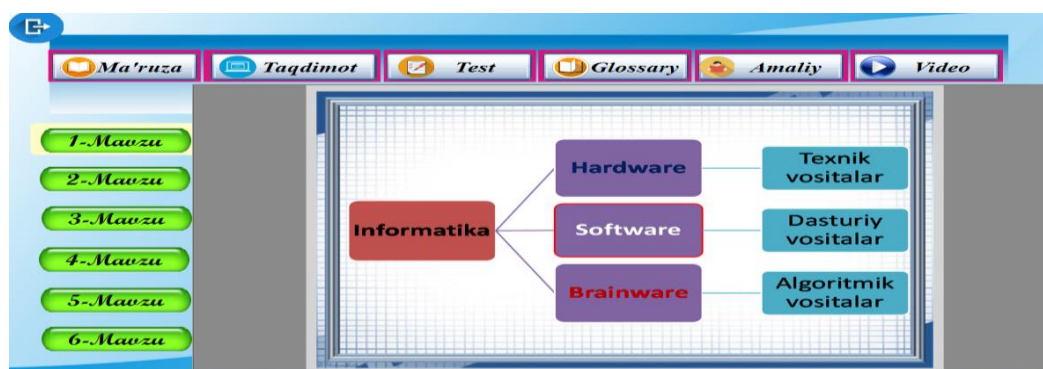 Ma'ruza
Taqdimot
Test
Glossary
Amaliy
Video
1-Mavzu
2-Mavzu
3-Mavzu
4-Mavzu
5-Mavzu
6-Mavzu
Informatika
Hardware
Texnik
vositalar
Software
Dasturiy
vositalar
Brainware
Algoritmik
vositalar